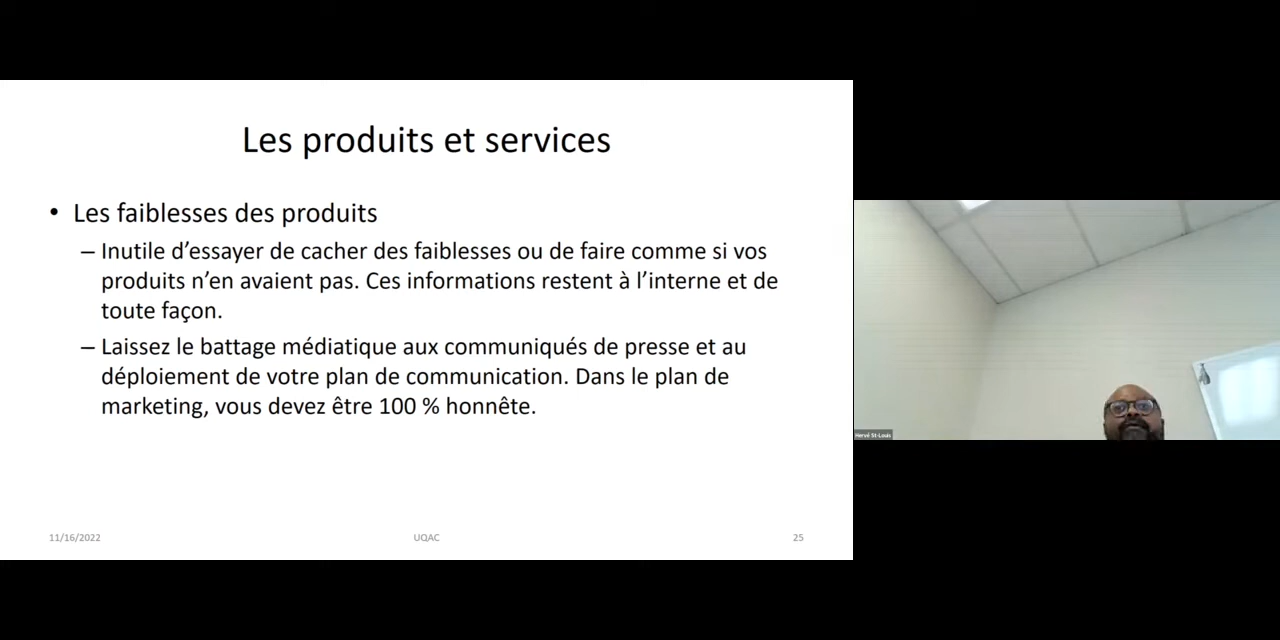 Les produits et services
• Les faiblesses des produits
– Inutile d’essayer de cacher des faiblesses ou de faire comme si vos
produits n’en avaient pas. Ces informations restent à l’interne et de
toute façon.
– Laissez le battage médiatique aux communiqués de presse et au
déploiement de votre plan de communication. Dans le plan de
marketing, vous devez être 100 % honnête.
11/16/2022
UQAC
25
Hervé St-Louis